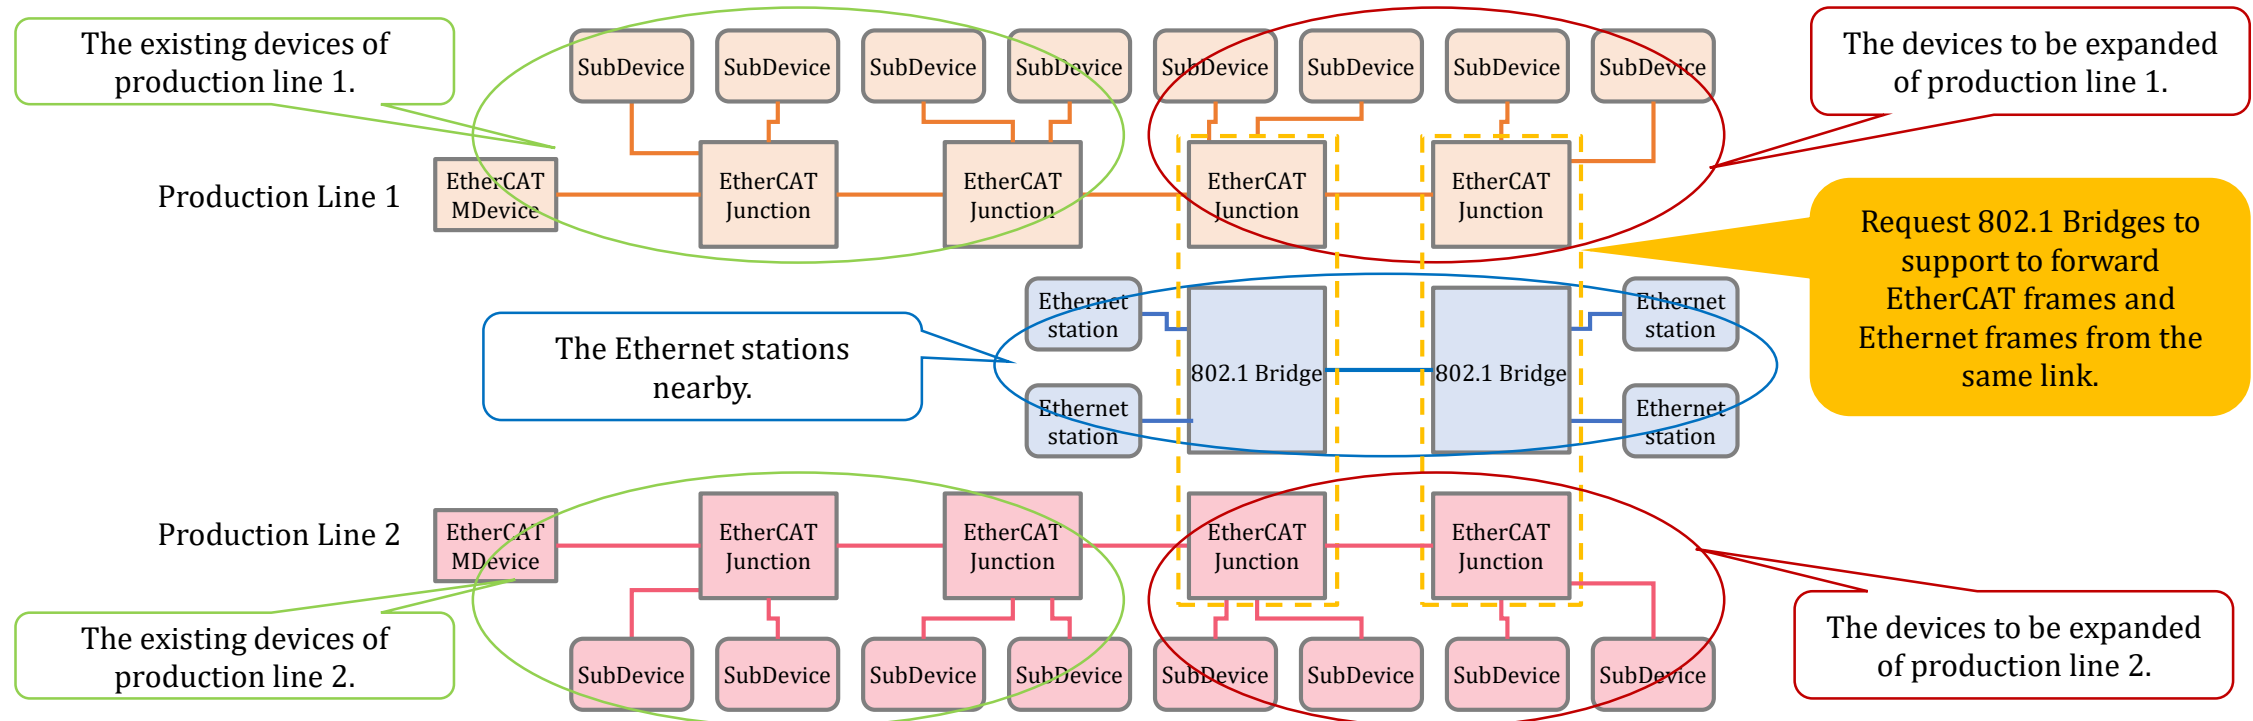 The existing devices of
production line 1.
SubDevice
SubDevice
SubDevice
SubDevice
SubDevice
SubDevice
SubDevice
SubDevice
The devices to be expanded
of production line 1.
Production Line 1
EtherCAT
MDevice
EtherCAT
Junction
EtherCAT
Junction
EtherCAT
Junction
EtherCAT
Junction
Request 802.1 Bridges to
support to forward
EtherCAT frames and
Ethernet frames from the
same link.
The Ethernet stations
nearby.
Ethernet
station
Ethernet
station
802.1 Bridge
802.1 Bridge
Ethernet
station
Ethernet
station
Production Line 2
EtherCAT
MDevice
EtherCAT
Junction
EtherCAT
Junction
EtherCAT
Junction
EtherCAT
Junction
The existing devices of
production line 2.
SubDevice
SubDevice
SubDevice
SubDevice
SubDevice
SubDevice
SubDevice
SubDevice
The devices to be expanded
of production line 2.